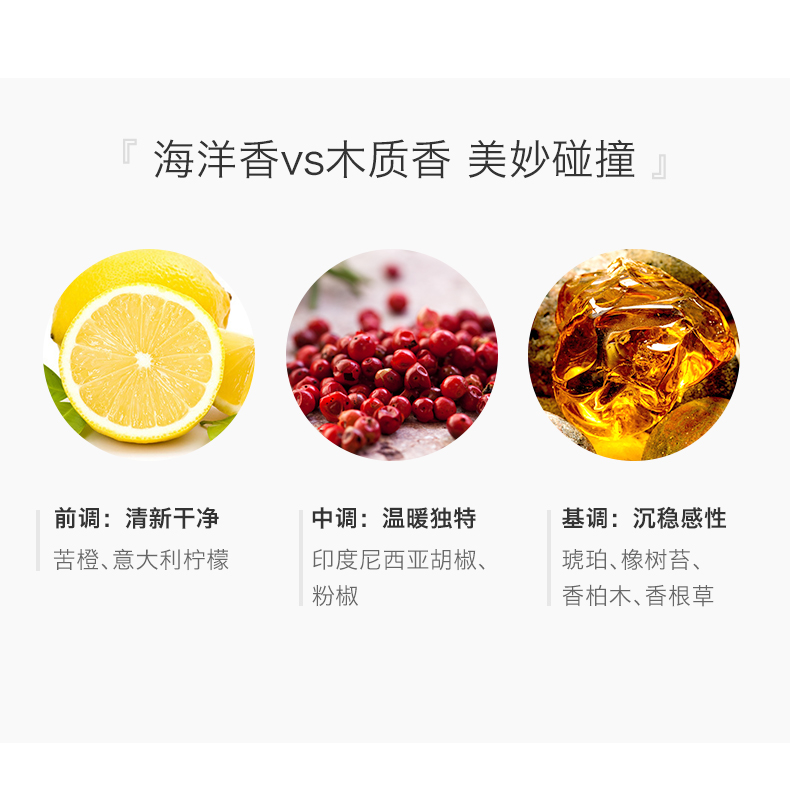 『 海洋香vs木质香 美妙碰撞 』
前调：清新干净
苦橙、意大利柠檬
中调：温暖独特
印度尼西亚胡椒、
粉椒
基调：沉稳感性
琥珀、橡树苔、
香柏木、香根草